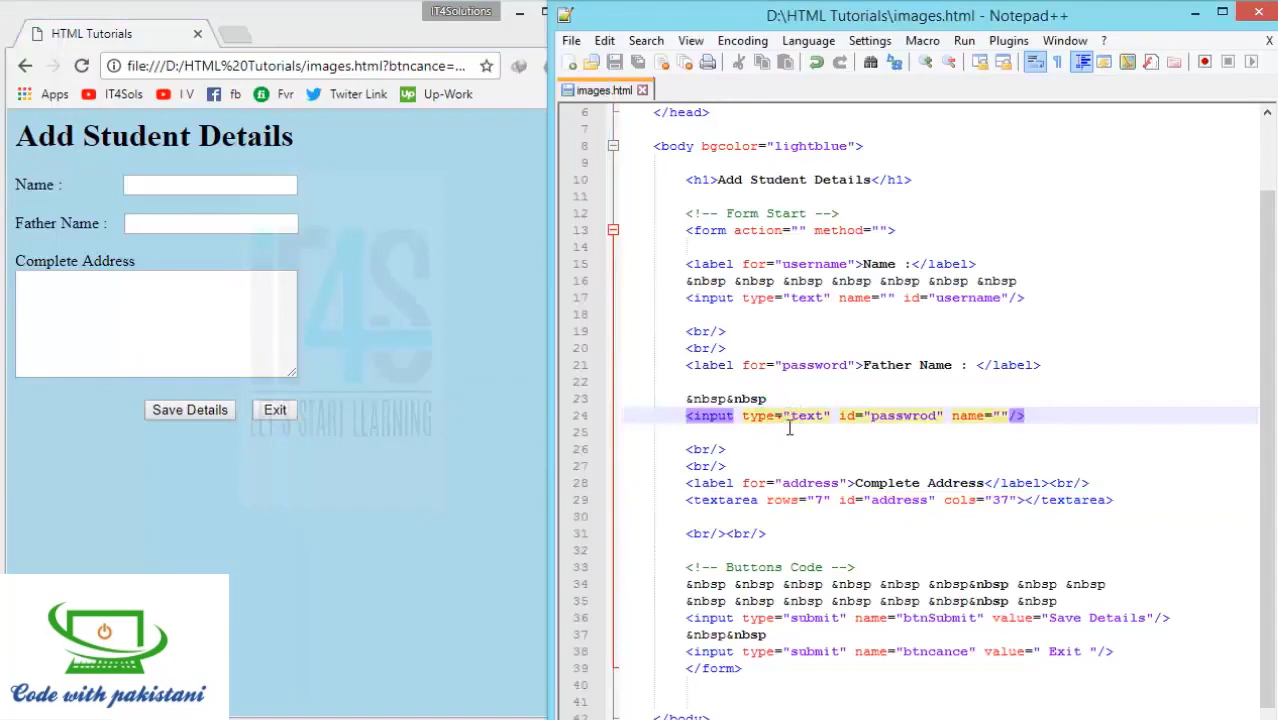 iT4Solutions
HTML Tutorials
file:///D:/HTML%20Tutorials/images.html?btncance=...
Apps IT4Sols I V fb Fvr Twiter Link Up-Work
Add Student Details
Name :
Father Name :
Complete Address
Save Details Exit
IT4S
LET'S START LEARNING
Code with pakistani
D:\HTML Tutorials\images.html - Notepad++
File Edit Search View Encoding Language Settings Macro Run Plugins Window ? X
images.html
6 </head>
7
8 <body bgcolor="lightblue">
9
10 <h1>Add Student Details</h1>
11
12 <!-- Form Start -->
13 <form action="" method="">
14
15 <label for="username">Name :</label>
16 &nbsp &nbsp &nbsp &nbsp &nbsp &nbsp &nbsp
17 <input type="text" name="" id="username"/>
18
19 <br/>
20 <br/>
21 <label for="password">Father Name : </label>
22
23 &nbsp&nbsp
24 <input type="text" id="passwrod" name=""/>
25
26 <br/>
27 <br/>
28 <label for="address">Complete Address</label><br/>
29 <textarea rows="7" id="address" cols="37"></textarea>
30
31 <br/><br/>
32
33 <!-- Buttons Code -->
34 &nbsp &nbsp &nbsp &nbsp &nbsp &nbsp&nbsp &nbsp &nbsp
35 &nbsp &nbsp &nbsp &nbsp &nbsp &nbsp&nbsp &nbsp
36 <input type="submit" name="btnSubmit" value="Save Details"/>
37 &nbsp&nbsp
38 <input type="submit" name="btncance" value=" Exit "/>
39 </form>
40
41
42 </body>